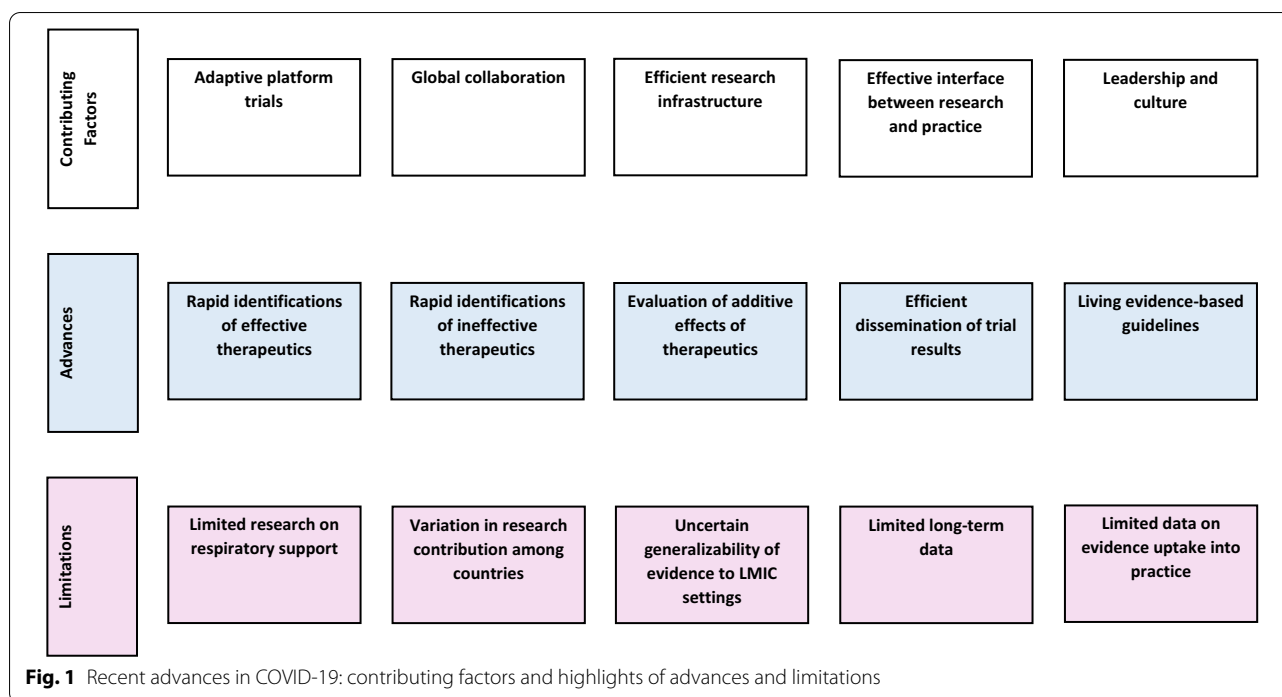 Contributing
Factors
Adaptive platform
trials
Global collaboration
Efficient research
infrastructure
Effective interface
between research
and practice
Leadership and
culture
Advances
Rapid identifications
of effective
therapeutics
Rapid identifications
of ineffective
therapeutics
Evaluation of additive
effects of
therapeutics
Efficient
dissemination of trial
results
Living evidence-based
guidelines
Limitations
Limited research on
respiratory support
Variation in research
contribution among
countries
Uncertain
generalizability of
evidence to LMIC
settings
Limited long-term
data
Limited data on
evidence uptake into
practice
Fig. 1 Recent advances in COVID-19: contributing factors and highlights of advances and limitations